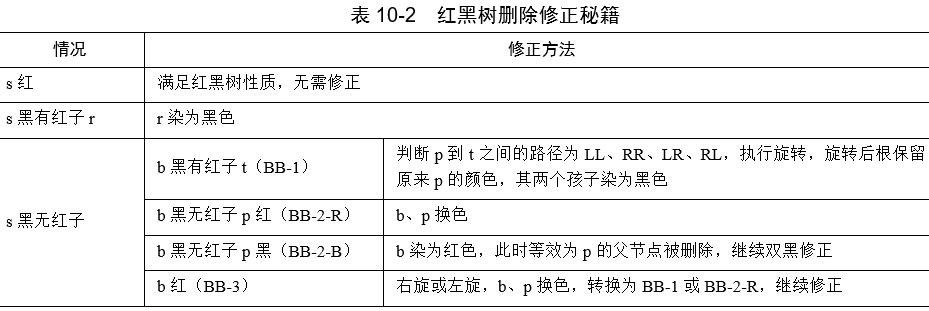 表 10-2 红黑树删除修正秘籍
情况 修正方法
s 红 满足红黑树性质，无需修正
s 黑有红子 r r 染为黑色
s 黑无红子
b 黑有红子 t（BB-1） 判断 p 到 t 之间的路径为 LL、RR、LR、RL，执行旋转，旋转后根保留
原来 p 的颜色，其两个孩子染为黑色
b 黑无红子 p 红（BB-2-R） b、p 换色
b 黑无红子 p 黑（BB-2-B） b 染为红色，此时等效为 p 的父节点被删除，继续双黑修正
b 红（BB-3） 右旋或左旋，b、p 换色，转换为 BB-1 或 BB-2-R，继续修正